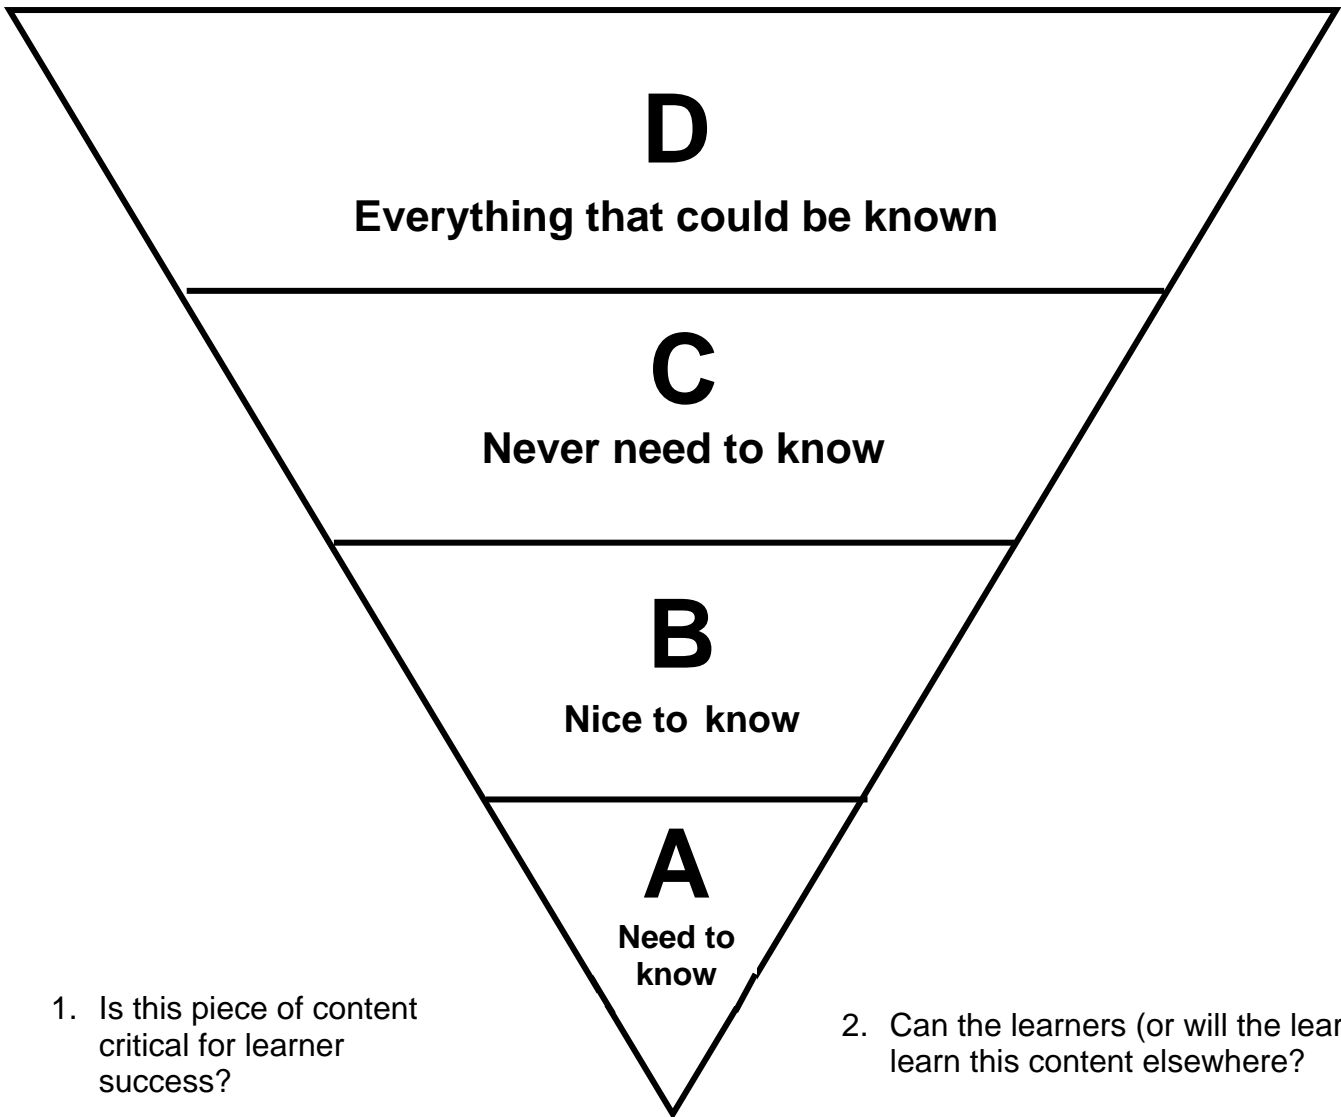 D
Everything that could be known
C
Never need to know
B
Nice to know
A
Need to
know
1. Is this piece of content
critical for learner
success?
2. Can the learners (or will the
learn this content elsewhere?